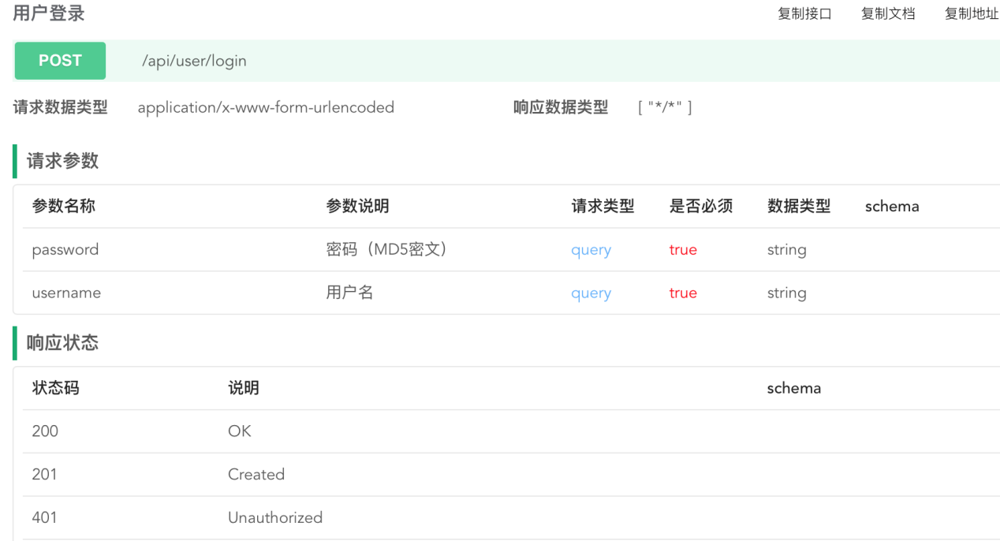 用户登录 复制接口 复制文档 复制地址
POST /api/user/login
请求数据类型 application/x-www-form-urlencoded 响应数据类型 [ "*/*" ]
请求参数
参数名称 参数说明 请求类型 是否必须 数据类型 schema
password 密码（MD5密文） query true string
username 用户名 query true string
响应状态
状态码 说明 schema
200 OK
201 Created
401 Unauthorized